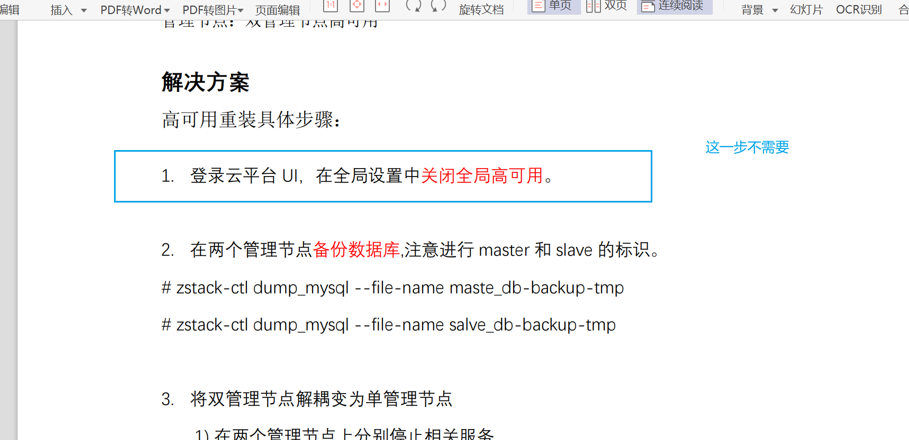 编辑 插入 PDF转Word PDF转图片 页面编辑 1:1 旋转文档 单页 双页 连续阅读 背景 幻灯片 OCR识别
管理节点：双管理节点高可用
解决方案
高可用重装具体步骤：
这一步不需要
1. 登录云平台 UI，在全局设置中关闭全局高可用。
2. 在两个管理节点备份数据库,注意进行 master 和 slave 的标识。
# zstack-ctl dump_mysql --file-name maste_db-backup-tmp
# zstack-ctl dump_mysql --file-name salve_db-backup-tmp
3. 将双管理节点解耦变为单管理节点
1) 在两个管理节点上分别停止相关服务